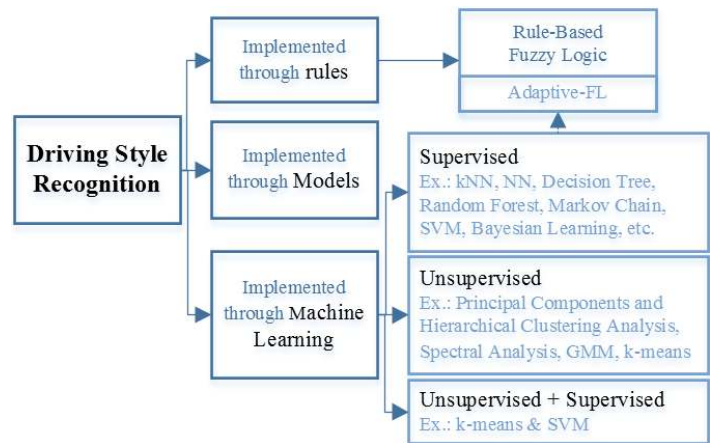 Driving Style
Recognition
Implemented
through rules
Implemented
through Models
Implemented
through Machine
Learning
Rule-Based
Fuzzy Logic
Adaptive-FL
Supervised
Ex.: kNN, NN, Decision Tree,
Random Forest, Markov Chain,
SVM, Bayesian Learning, etc.
Unsupervised
Ex.: Principal Components and
Hierarchical Clustering Analysis,
Spectral Analysis, GMM, k-means
Unsupervised + Supervised
Ex.: k-means & SVM